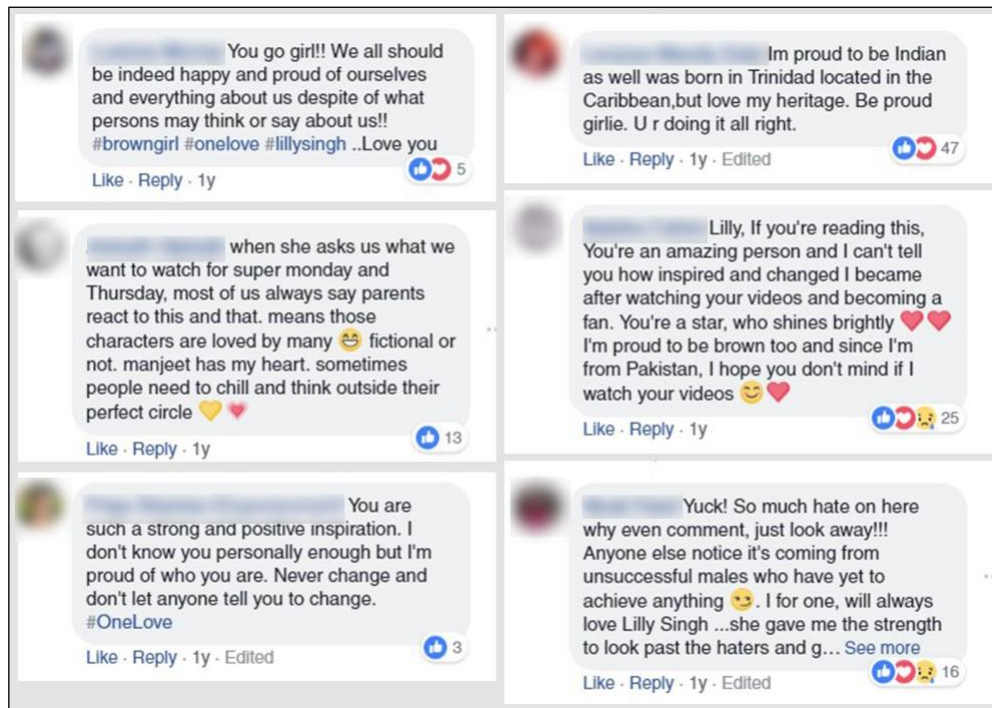 You go girl!! We all should
be indeed happy and proud of ourselves
and everything about us despite of what
persons may think or say about us!!
#browngirl #onelove #lillysingh ..Love you
5
Like · Reply · 1y
when she asks us what we
want to watch for super monday and
Thursday, most of us always say parents
react to this and that. means those
characters are loved by many 😁 fictional or
not. manjeet has my heart. sometimes
people need to chill and think outside their
perfect circle 💛 💗
13
Like · Reply · 1y
You are
such a strong and positive inspiration. I
don't know you personally enough but I'm
proud of who you are. Never change and
don't let anyone tell you to change.
#OneLove
3
Like · Reply · 1y · Edited
Im proud to be Indian
as well was born in Trinidad located in the
Caribbean,but love my heritage. Be proud
girlie. U r doing it all right.
47
Like · Reply · 1y · Edited
Lilly, If you're reading this,
You're an amazing person and I can't tell
you how inspired and changed I became
after watching your videos and becoming a
fan. You're a star, who shines brightly ❤️❤️
I'm proud to be brown too and since I'm
from Pakistan, I hope you don't mind if I
watch your videos 😊❤️
25
Like · Reply · 1y
Yuck! So much hate on here
why even comment, just look away!!!
Anyone else notice it's coming from
unsuccessful males who have yet to
achieve anything 😏. I for one, will always
love Lilly Singh ...she gave me the strength
to look past the haters and g... See more
16
Like · Reply · 1y · Edited